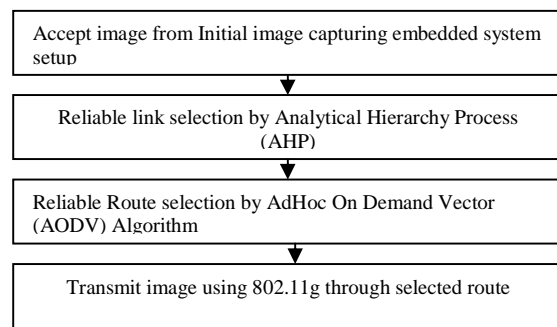 Accept image from Initial image capturing embedded system
setup
Reliable link selection by Analytical Hierarchy Process
(AHP)
Reliable Route selection by AdHoc On Demand Vector
(AODV) Algorithm
Transmit image using 802.11g through selected route